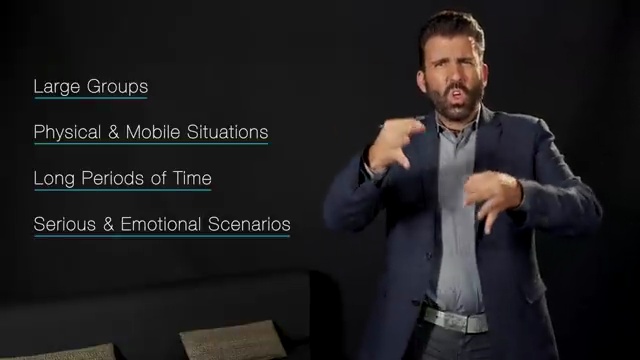 Large Groups
Physical & Mobile Situations
Long Periods of Time
Serious & Emotional Scenarios